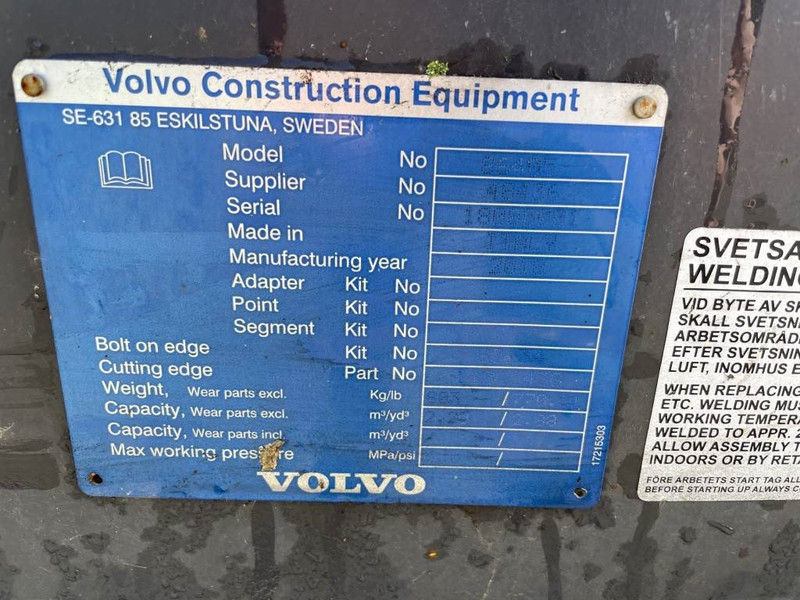 Volvo Construction Equipment
SE-631 85 ESKILSTUNA, SWEDEN
Model No
Supplier No
Serial No
Made in ITALY
Manufacturing year
Adapter Kit No
Point Kit No
Segment Kit No
Bolt on edge Kit No
Cutting edge Part No
Weight, Wear parts excl. Kg/lb /
Capacity, Wear parts excl. m³/yd³ /
Capacity, Wear parts incl. m³/yd³ /
Max working pressure MPa/psi /
17215303
VOLVO
SVETSA
WELDING
VID BYTE AV
SKALL SVETSN
ARBETSOMRÅD
EFTER SVETSNIN
LUFT, INOMHUS E
WHEN REPLACING
ETC. WELDING MUS
WORKING TEMPERA
WELDED TO APPR. 2
ALLOW ASSEMBLY T
INDOORS OR BY RET
FÖRE ARBETETS START TAG ALL
BEFORE STARTING UP ALWAYS C